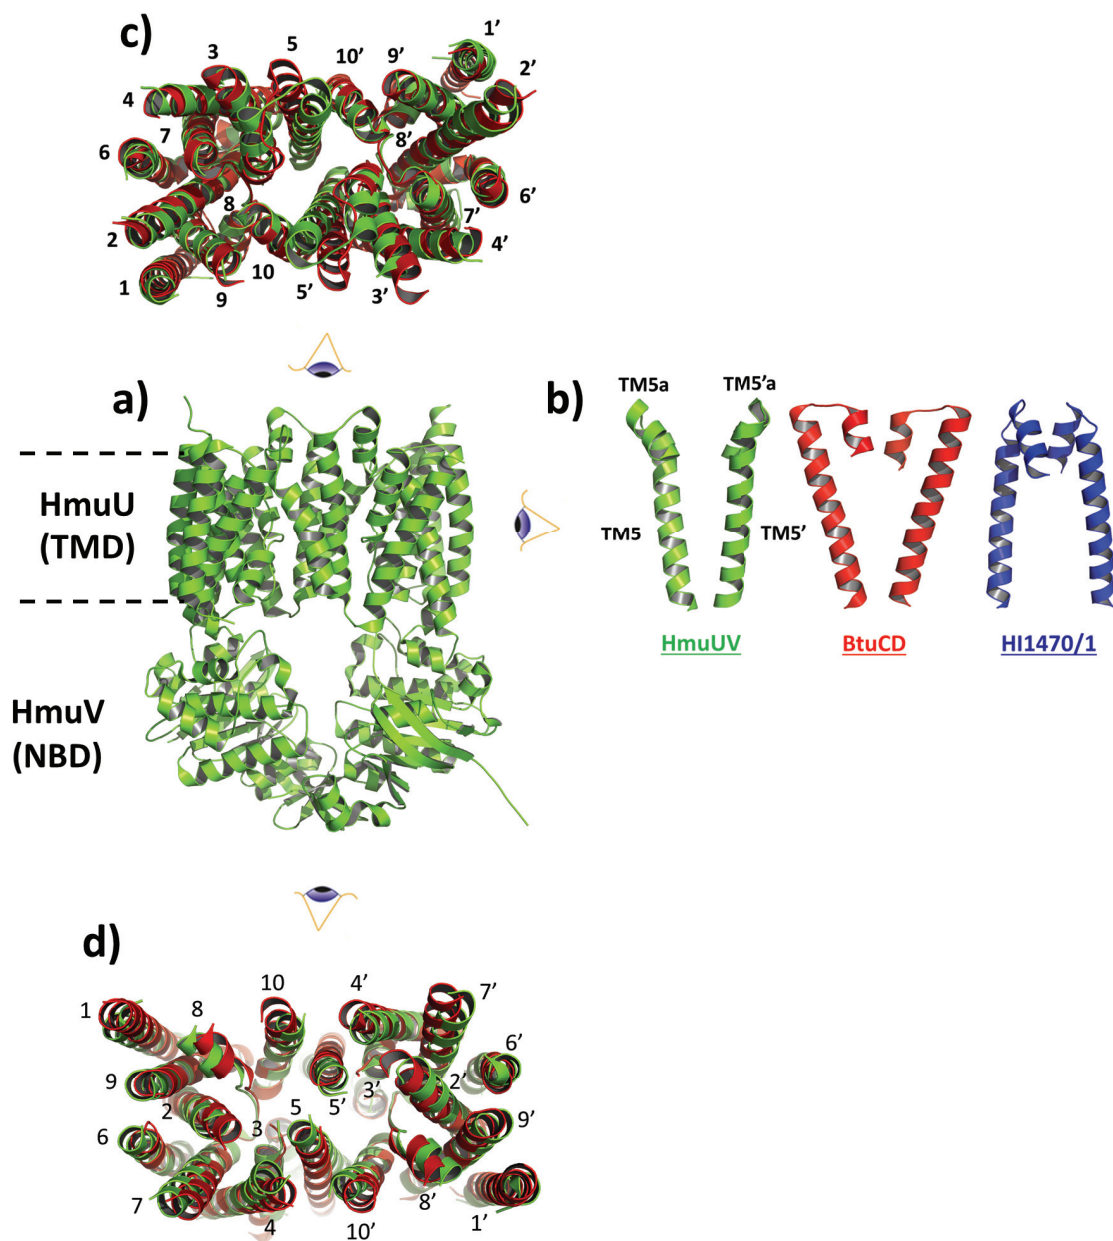 c)
3
5
10’
9’
1’
2’
4
7
8’
6
6’
8
7’
2
4’
1
9
10
5’
3’
a)
HmuU
(TMD)
HmuV
(NBD)
b)
TM5a
TM5’a
TM5
TM5’
HmuUV
BtuCD
HI1470/1
d)
1
8
10
4’
7’
6’
9
2
3
5
5’
3’
2’
9’
6
7
4
10’
8’
1’